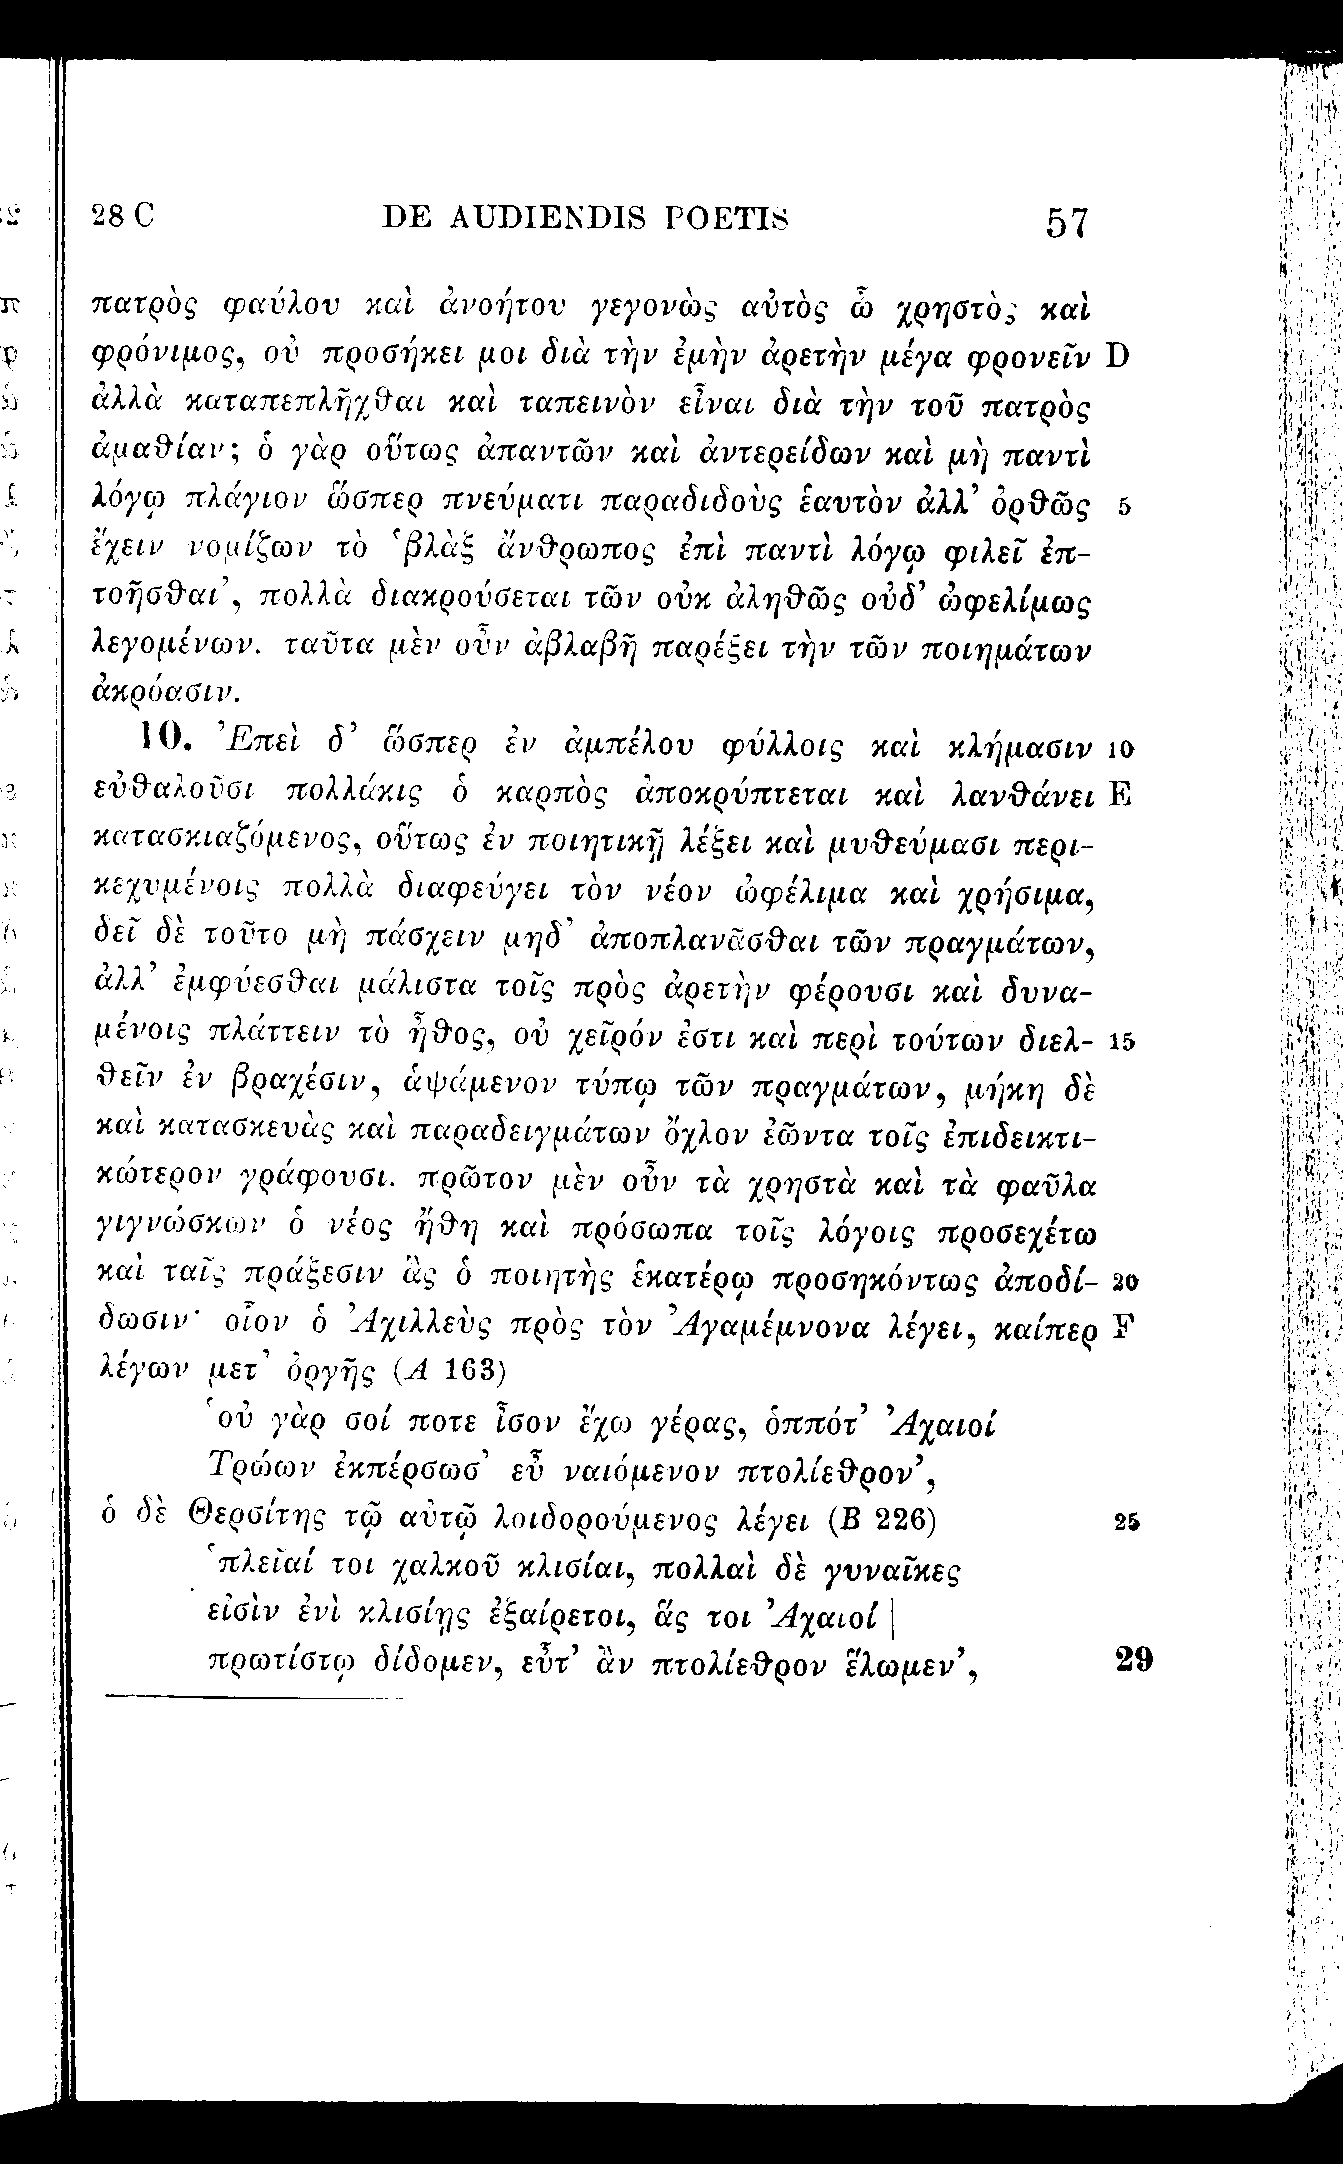 28 C DE AUDIENDIS POETIS 57
πατρὸς φαύλου καὶ ἀνοήτου γεγονὼς αὐτὸς ὦ χρηστὸς καὶ
φρόνιμος, οὐ προσήκει μοι διὰ τὴν ἐμὴν ἀρετὴν μέγα φρονεῖν D
ἀλλὰ καταπεπλῆχθαι καὶ ταπεινὸν εἶναι διὰ τὴν τοῦ πατρὸς
ἀμαθίαν; ὁ γὰρ οὕτως ἀπαντῶν καὶ ἀντερείδων καὶ μὴ παντὶ
λόγῳ πλάγιον ὥσπερ πνεύματι παραδιδοὺς ἑαυτὸν ἀλλ’ ὀρθῶς 5
ἔχειν νομίζων τὸ ‘βλὰξ ἄνθρωπος ἐπὶ παντὶ λόγῳ φιλεῖ ἐπ-
τοῆσθαι’, πολλὰ διακρούσεται τῶν οὐκ ἀληθῶς οὐδ’ ὠφελίμως
λεγομένων. ταῦτα μὲν οὖν ἀβλαβῆ παρέξει τὴν τῶν ποιημάτων
ἀκρόασιν.
10. Ἐπεὶ δ’ ὥσπερ ἐν ἀμπέλου φύλλοις καὶ κλήμασιν 10
εὐθαλοῦσι πολλάκις ὁ καρπὸς ἀποκρύπτεται καὶ λανθάνει E
κατασκιαζόμενος, οὕτως ἐν ποιητικῇ λέξει καὶ μυθεύμασι περι-
κεχυμένοις πολλὰ διαφεύγει τὸν νέον ὠφέλιμα καὶ χρήσιμα,
δεῖ δὲ τοῦτο μὴ πάσχειν μηδ’ ἀποπλανᾶσθαι τῶν πραγμάτων,
ἀλλ’ ἐμφύεσθαι μάλιστα τοῖς πρὸς ἀρετὴν φέρουσι καὶ δυνα-
μένοις πλάττειν τὸ ἦθος, οὐ χεῖρόν ἐστι καὶ περὶ τούτων διελ- 15
θεῖν ἐν βραχέσιν, ἁψάμενον τύπῳ τῶν πραγμάτων, μήκη δὲ
καὶ κατασκευὰς καὶ παραδειγμάτων ὄχλον ἐῶντα τοῖς ἐπιδεικτι-
κώτερον γράφουσι. πρῶτον μὲν οὖν τὰ χρηστὰ καὶ τὰ φαῦλα
γιγνώσκων ὁ νέος ἤθη καὶ πρόσωπα τοῖς λόγοις προσεχέτω
καὶ ταῖς πράξεσιν ἃς ὁ ποιητὴς ἑκατέρῳ προσηκόντως ἀποδί- 20
δωσιν· οἷον ὁ Ἀχιλλεὺς πρὸς τὸν Ἀγαμέμνονα λέγει, καίπερ F
λέγων μετ’ ὀργῆς (Α 163)
‘οὐ γὰρ σοί ποτε ἶσον ἔχω γέρας, ὁππότ’ Ἀχαιοί
Τρώων ἐκπέρσωσ’ εὖ ναιόμενον πτολίεθρον’,
ὁ δὲ Θερσίτης τῷ αὐτῷ λοιδορούμενος λέγει (Β 226) 25
‘πλεῖαί τοι χαλκοῦ κλισίαι, πολλαὶ δὲ γυναῖκες
εἰσὶν ἐνὶ κλισίῃς ἐξαίρετοι, ἅς τοι Ἀχαιοί |
πρωτίστῳ δίδομεν, εὖτ’ ἂν πτολίεθρον ἕλωμεν’, 29